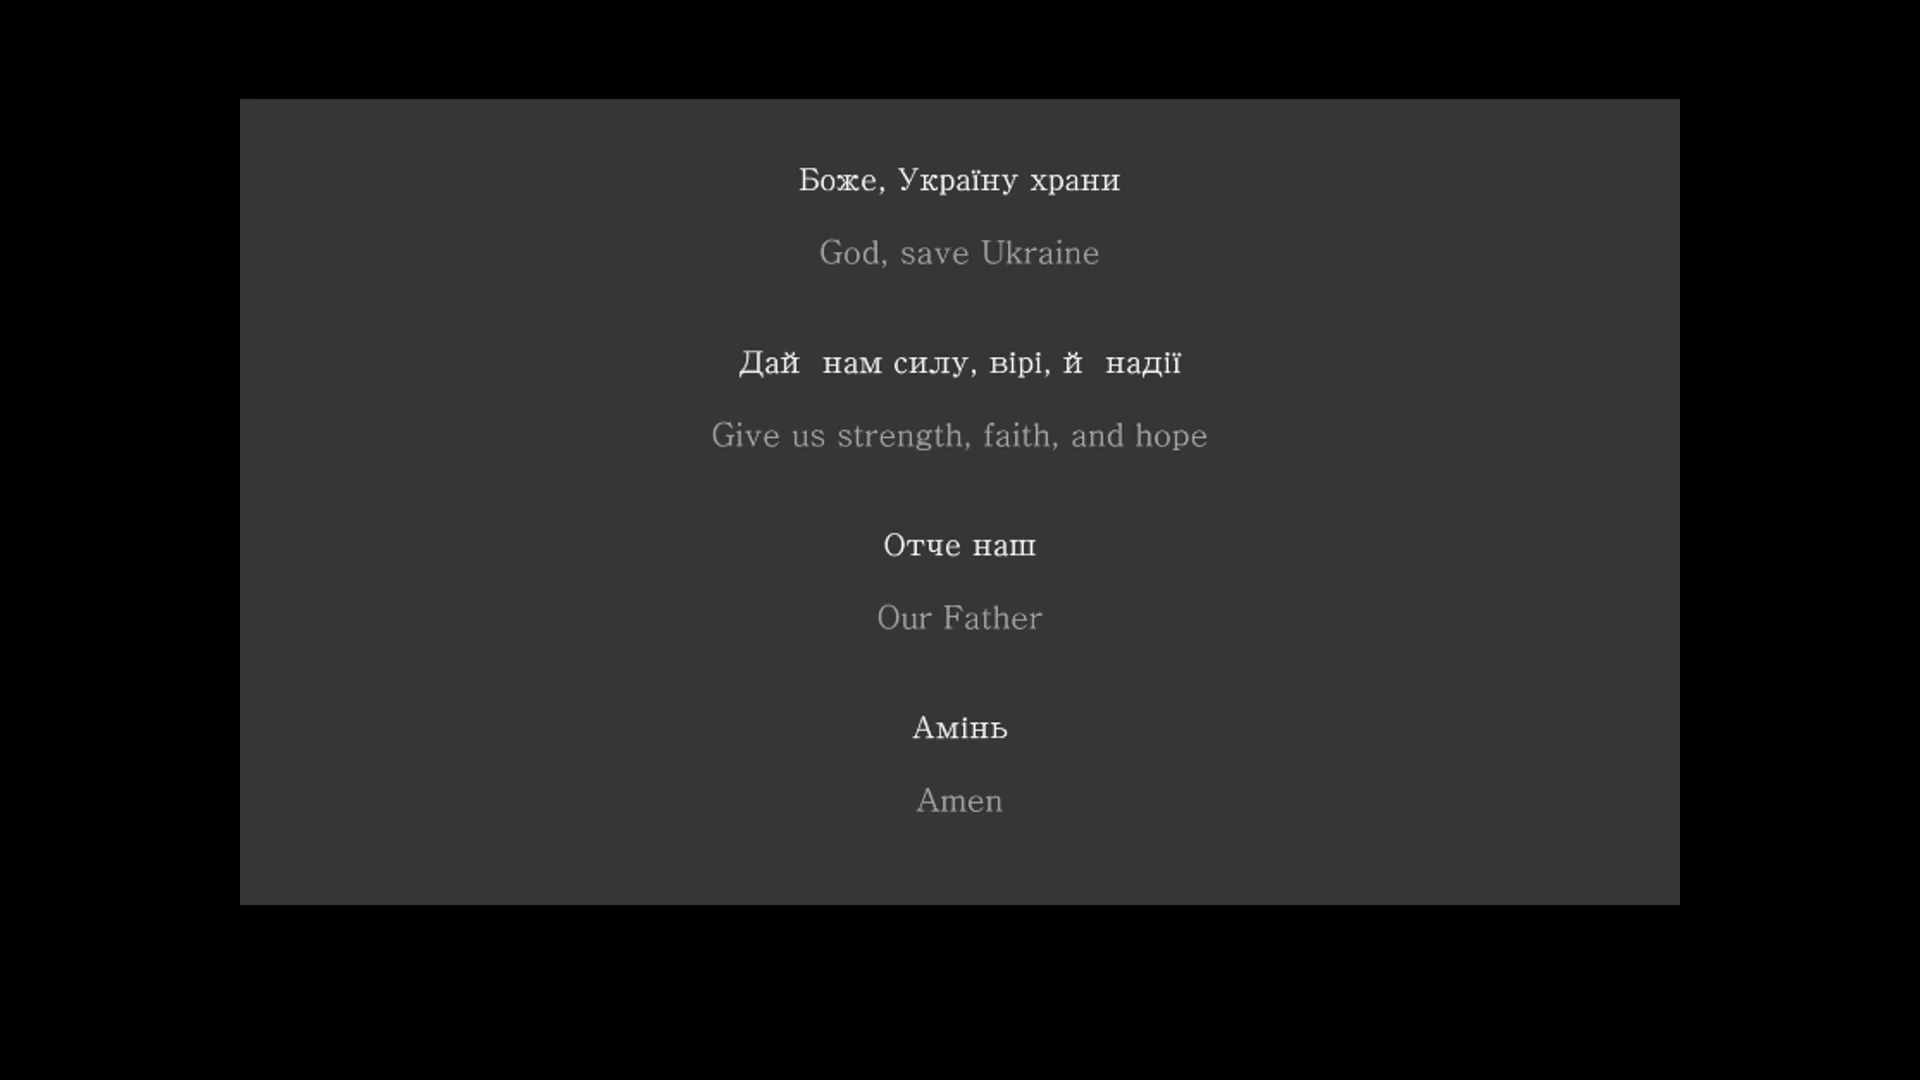 Боже, Україну храни
God, save Ukraine
Дай нам силу, вірі, й надії
Give us strength, faith, and hope
Отче наш
Our Father
Амінь
Amen